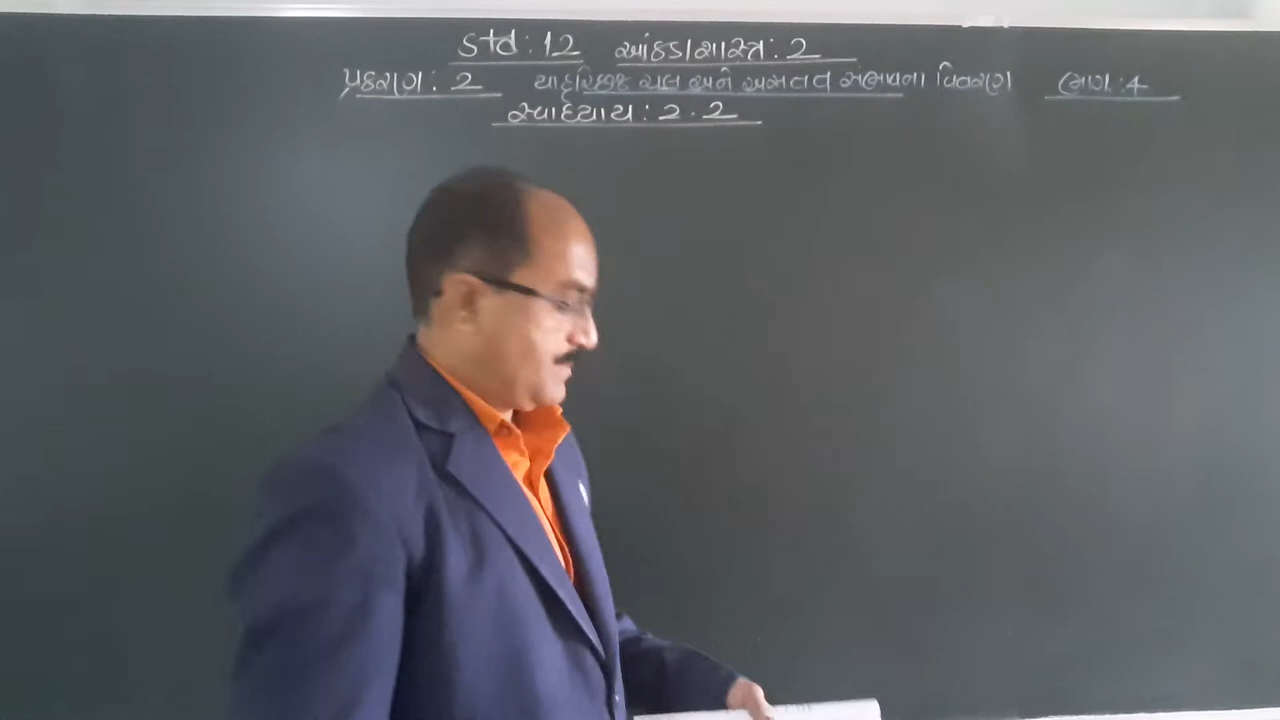 Std : 12 આંકડાશાસ્ત્ર : 2
પ્રકરણ : 2 યાદૃચ્છિક ચલ અને અસતત સંભાવના વિતરણ ભાગ : 4
સ્વાધ્યાય : 2.2